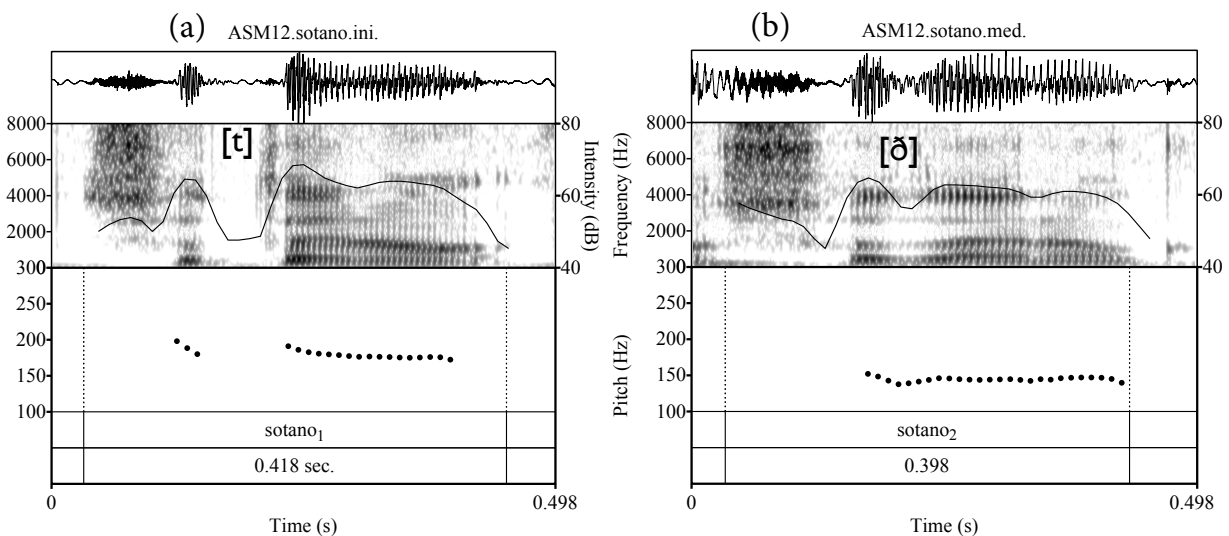 (a)
ASM12.sotano.ini.
[t]
8000
6000
4000
2000
300
80
60
40
Intensity (dB)
300
250
200
150
100
sotano1
0.418 sec.
0
0.498
Time (s)
(b)
ASM12.sotano.med.
[ð]
Frequency (Hz)
8000
6000
4000
2000
300
80
60
40
Pitch (Hz)
300
250
200
150
100
sotano2
0.398
0
0.498
Time (s)